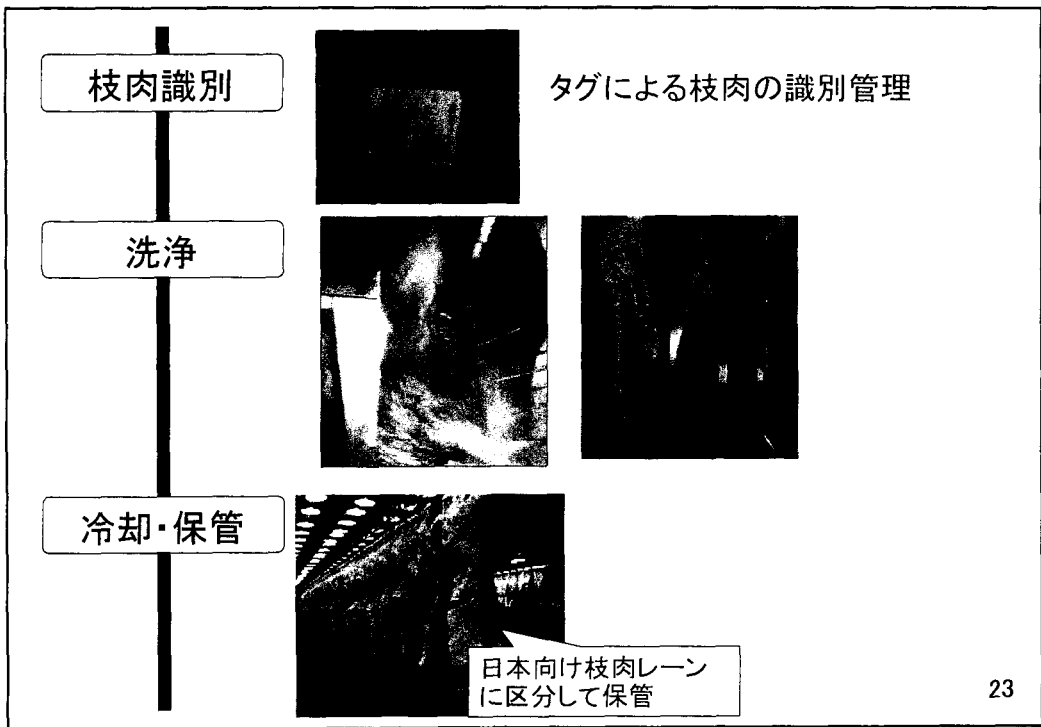 枝肉識別
タグによる枝肉の識別管理
洗浄
冷却・保管
日本向け枝肉レーン
に区分して保管
23